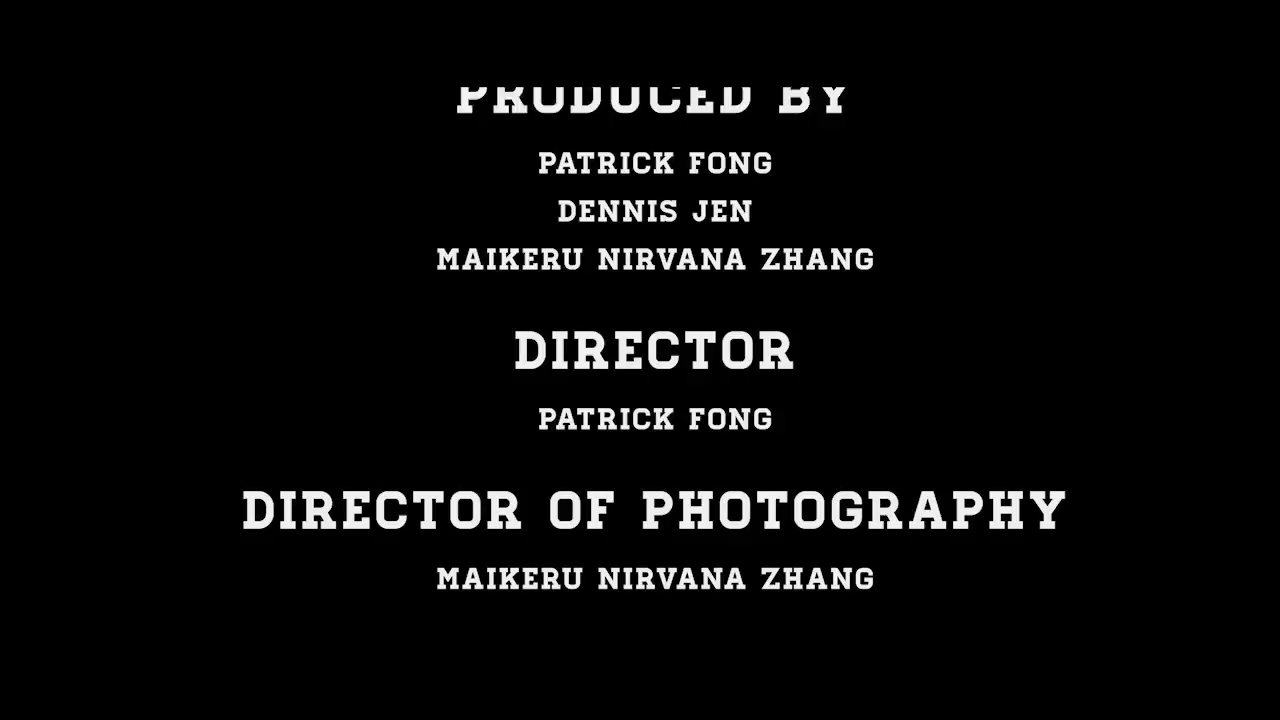 PRODUCED BY
PATRICK FONG
DENNIS JEN
MAIKERU NIRVANA ZHANG
DIRECTOR
PATRICK FONG
DIRECTOR OF PHOTOGRAPHY
MAIKERU NIRVANA ZHANG